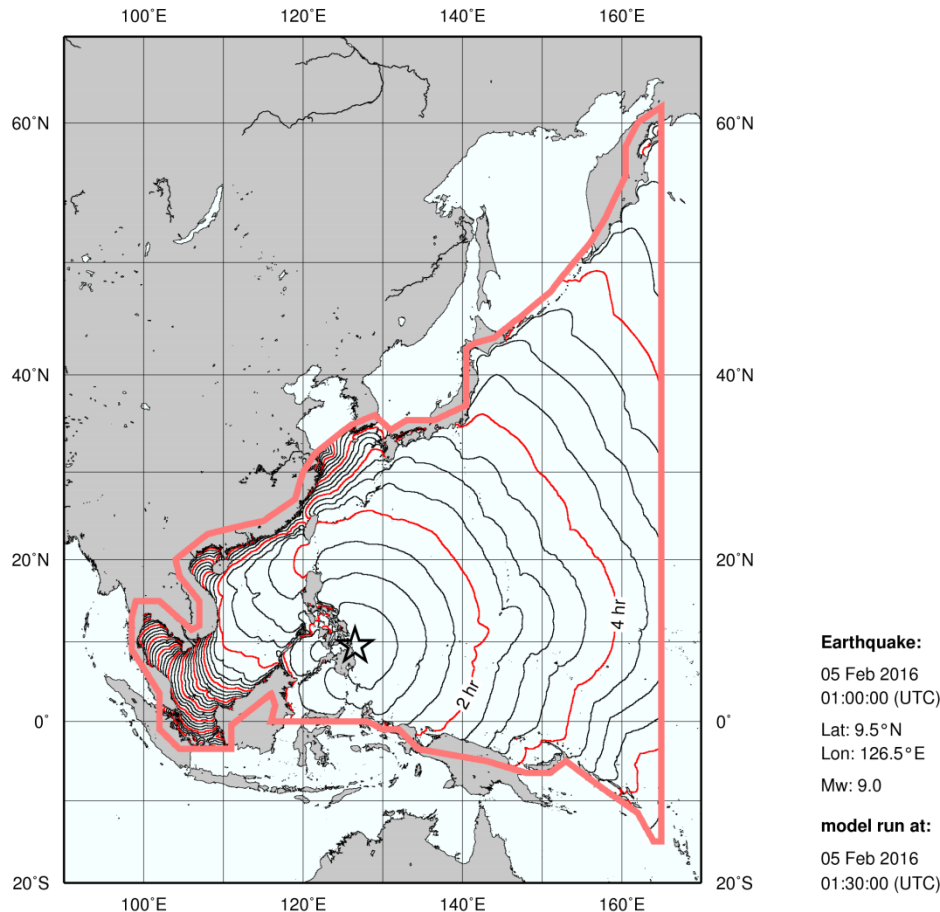 100˚E 120˚E 140˚E 160˚E
60˚N 60˚N
40˚N 40˚N
20˚N 20˚N
4 hr
2 hr
0˚ 0˚
20˚S 20˚S
100˚E 120˚E 140˚E 160˚E
Earthquake:
05 Feb 2016
01:00:00 (UTC)
Lat: 9.5°N
Lon: 126.5°E
Mw: 9.0
model run at:
05 Feb 2016
01:30:00 (UTC)